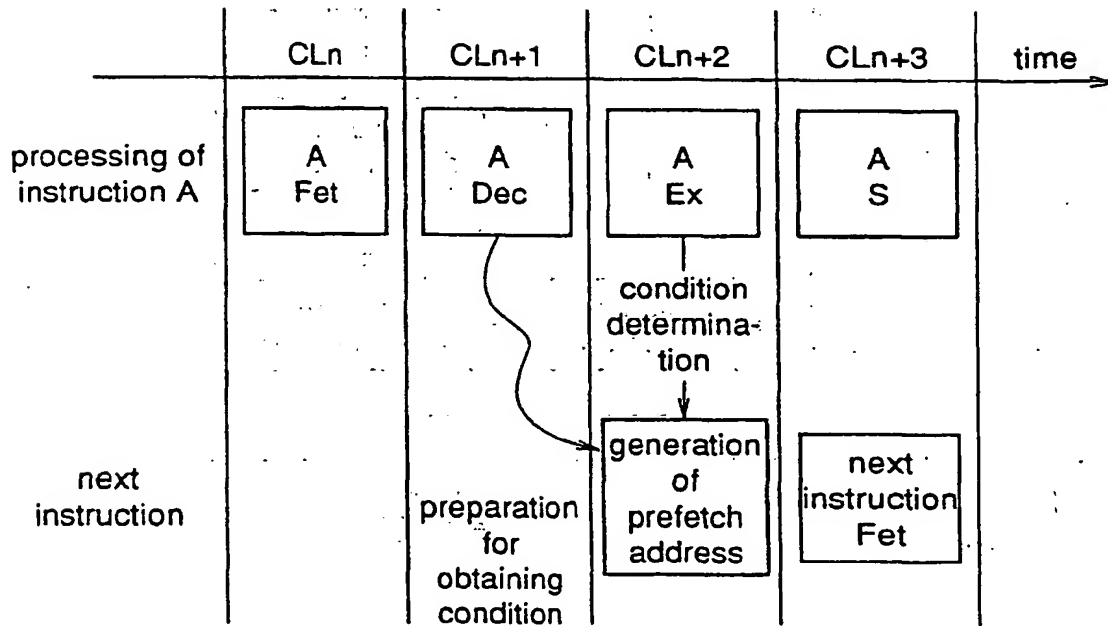 CLn CLn+1 CLn+2 CLn+3 time
processing of
instruction A
A
Fet
A
Dec
A
Ex
A
S
condition
determina-
tion
next
instruction
preparation
for
obtaining
condition
generation
of
prefetch
address
next
instruction
Fet